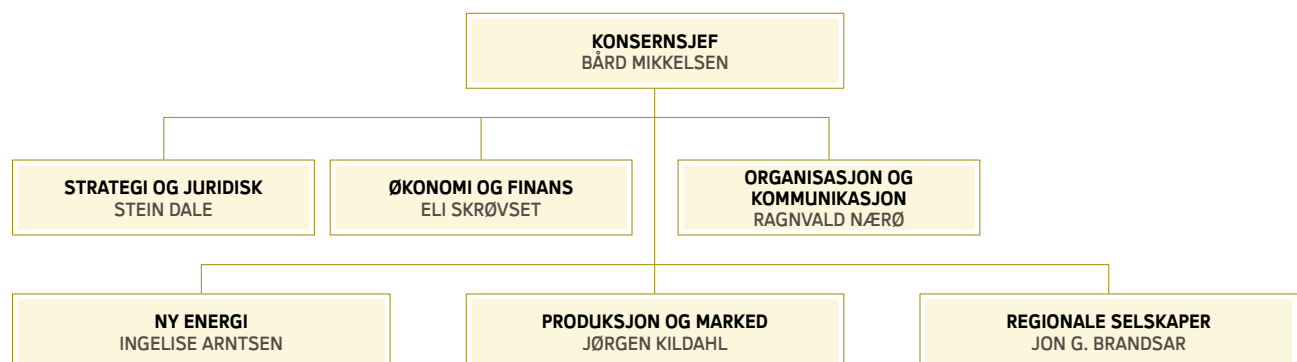 KONSERNSJEF
BÅRD MIKKELSEN
STRATEGI OG JURIDISK
STEIN DALE
ØKONOMI OG FINANS
ELI SKRØVSET
ORGANISASJON OG
KOMMUNIKASJON
RAGNVALD NÆRØ
NY ENERGI
INGELISE ARNTSEN
PRODUKSJON OG MARKED
JØRGEN KILDAHL
REGIONALE SELSKAPER
JON G. BRANDSAR